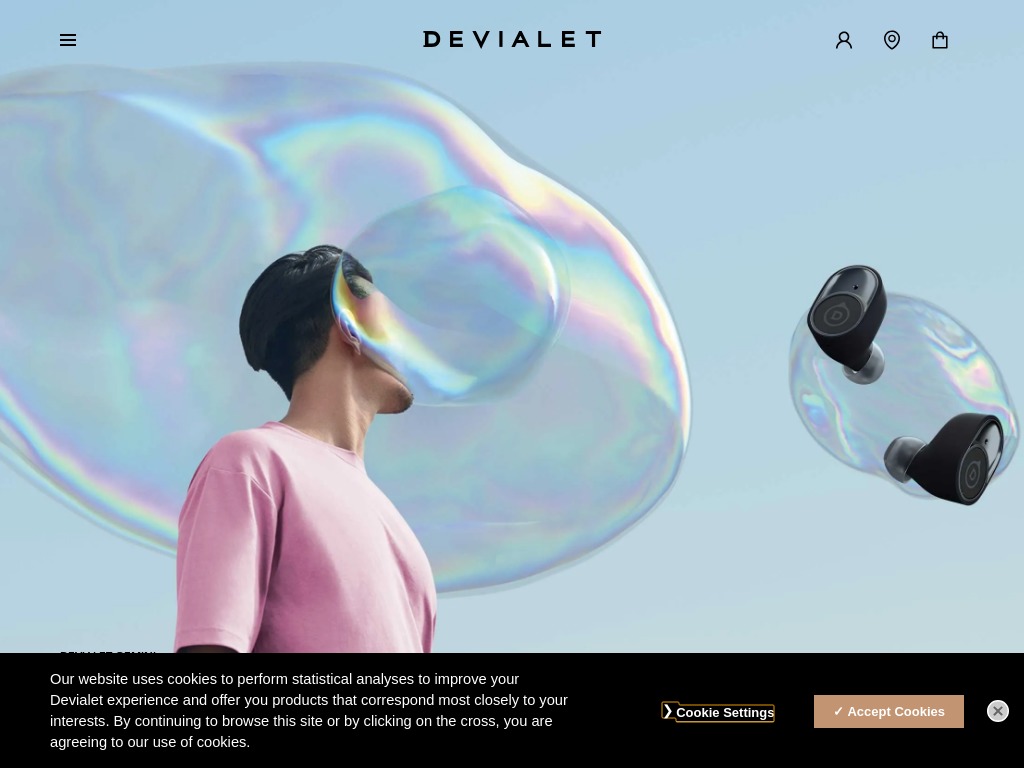 DEVIALET
Our website uses cookies to perform statistical analyses to improve your
Devialet experience and offer you products that correspond most closely to your
interests. By continuing to browse this site or by clicking on the cross, you are
agreeing to our use of cookies.
❯ Cookie Settings
✓ Accept Cookies